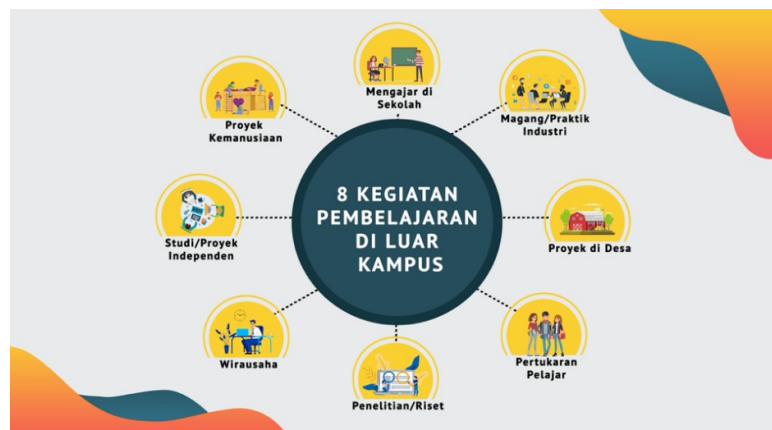 8 KEGIATAN
PEMBELAJARAN
DI LUAR
KAMPUS
Mengajar di
Sekolah
Magang/Praktik
Industri
Proyek di Desa
Pertukaran
Pelajar
Penelitian/Riset
Wirausaha
Studi/Proyek
Independen
Proyek
Kemanusiaan